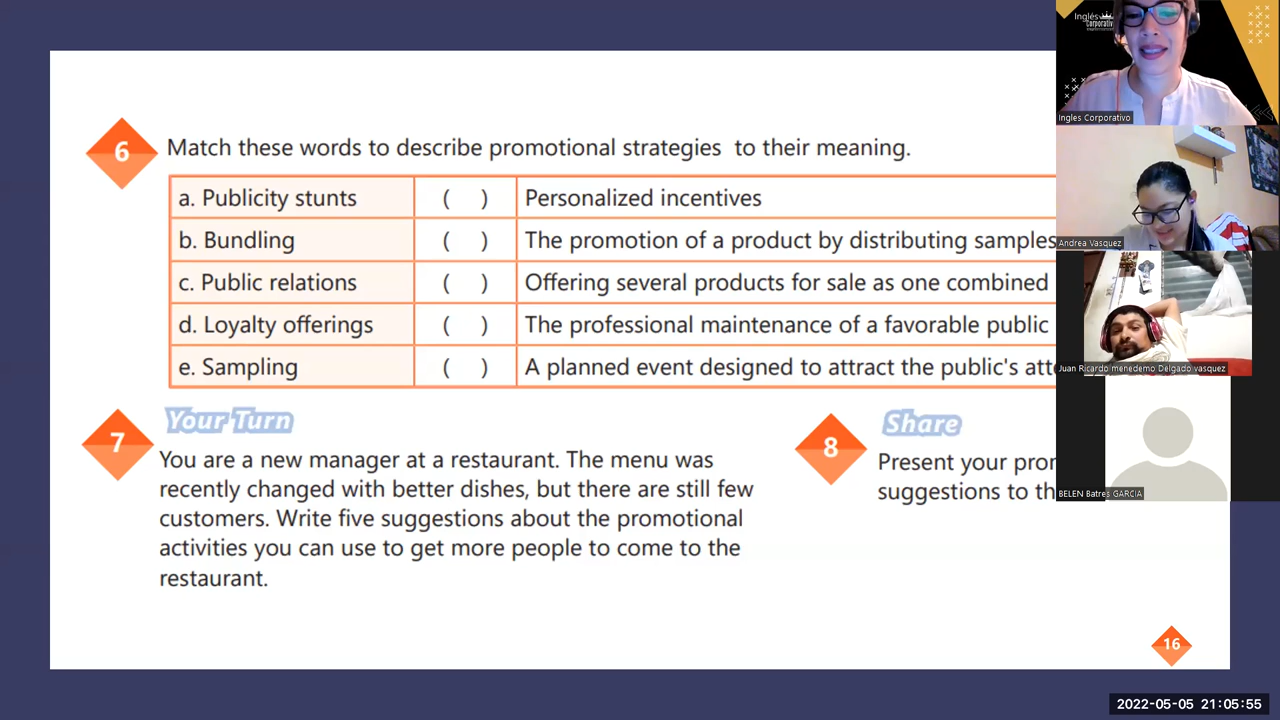 6
Match these words to describe promotional strategies to their meaning.
a. Publicity stunts ( ) Personalized incentives
b. Bundling ( ) The promotion of a product by distributing samples
c. Public relations ( ) Offering several products for sale as one combined
d. Loyalty offerings ( ) The professional maintenance of a favorable public
e. Sampling ( ) A planned event designed to attract the public's
7
Your Turn
You are a new manager at a restaurant. The menu was
recently changed with better dishes, but there are still few
customers. Write five suggestions about the promotional
activities you can use to get more people to come to the
restaurant.
8
Share
Present your
suggestions to
16
Inglés
Corporativo
Ingles Corporativo
Andrea Vasquez
Juan Ricardo menedemo Delgado vasquez
BELEN Batres GARCIA
2022-05-05 21:05:55